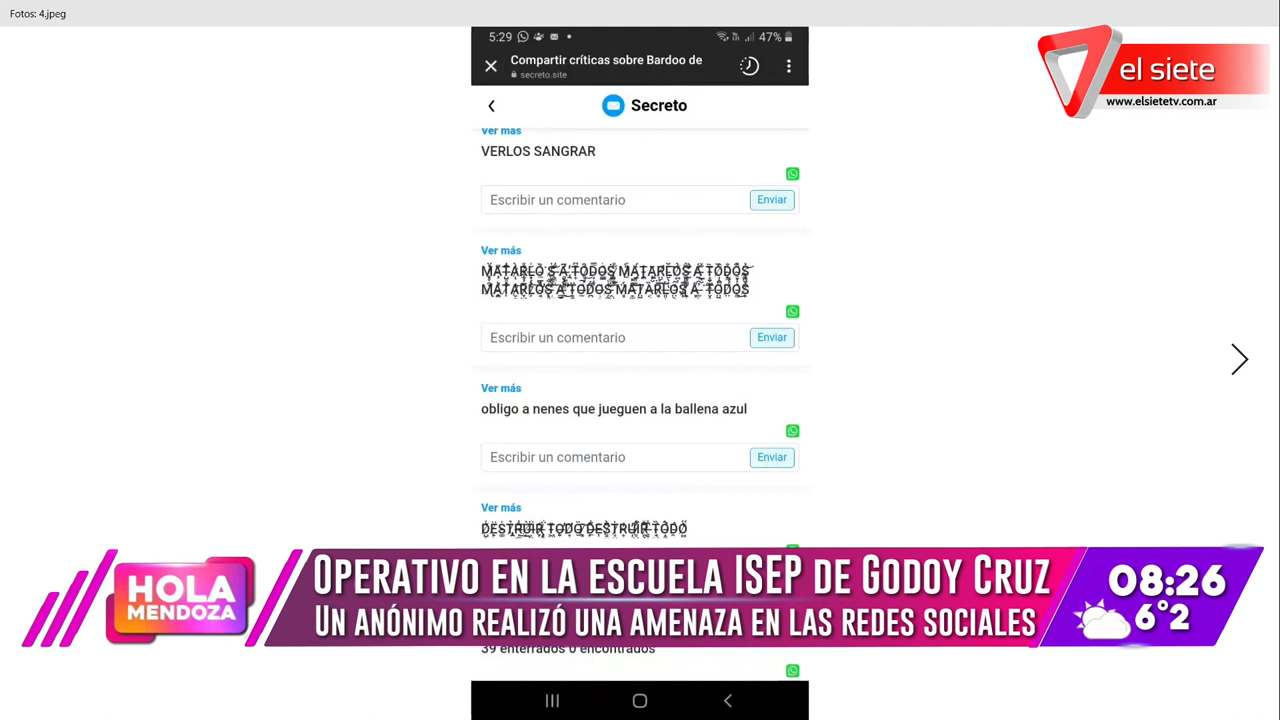 Fotos: 4.jpeg
5:29
47%
Compartir críticas sobre Bardoo de
secreto.site
Secreto
Ver más
VERLOS SANGRAR
Escribir un comentario
Enviar
Ver más
MATARLOS A TODOS MATARLOS A TODOS
MATARLOS A TODOS MATARLOS A TODOS
Escribir un comentario
Enviar
Ver más
obligo a nenes que jueguen a la ballena azul
Escribir un comentario
Enviar
Ver más
DESTRUIR TODO DESTRUIR TODO
39 enterrados 0 encontrados
el siete
www.elsietetv.com.ar
HOLA
MENDOZA
OPERATIVO EN LA ESCUELA ISEP DE GODOY CRUZ
UN ANÓNIMO REALIZÓ UNA AMENAZA EN LAS REDES SOCIALES
08:26
6°2